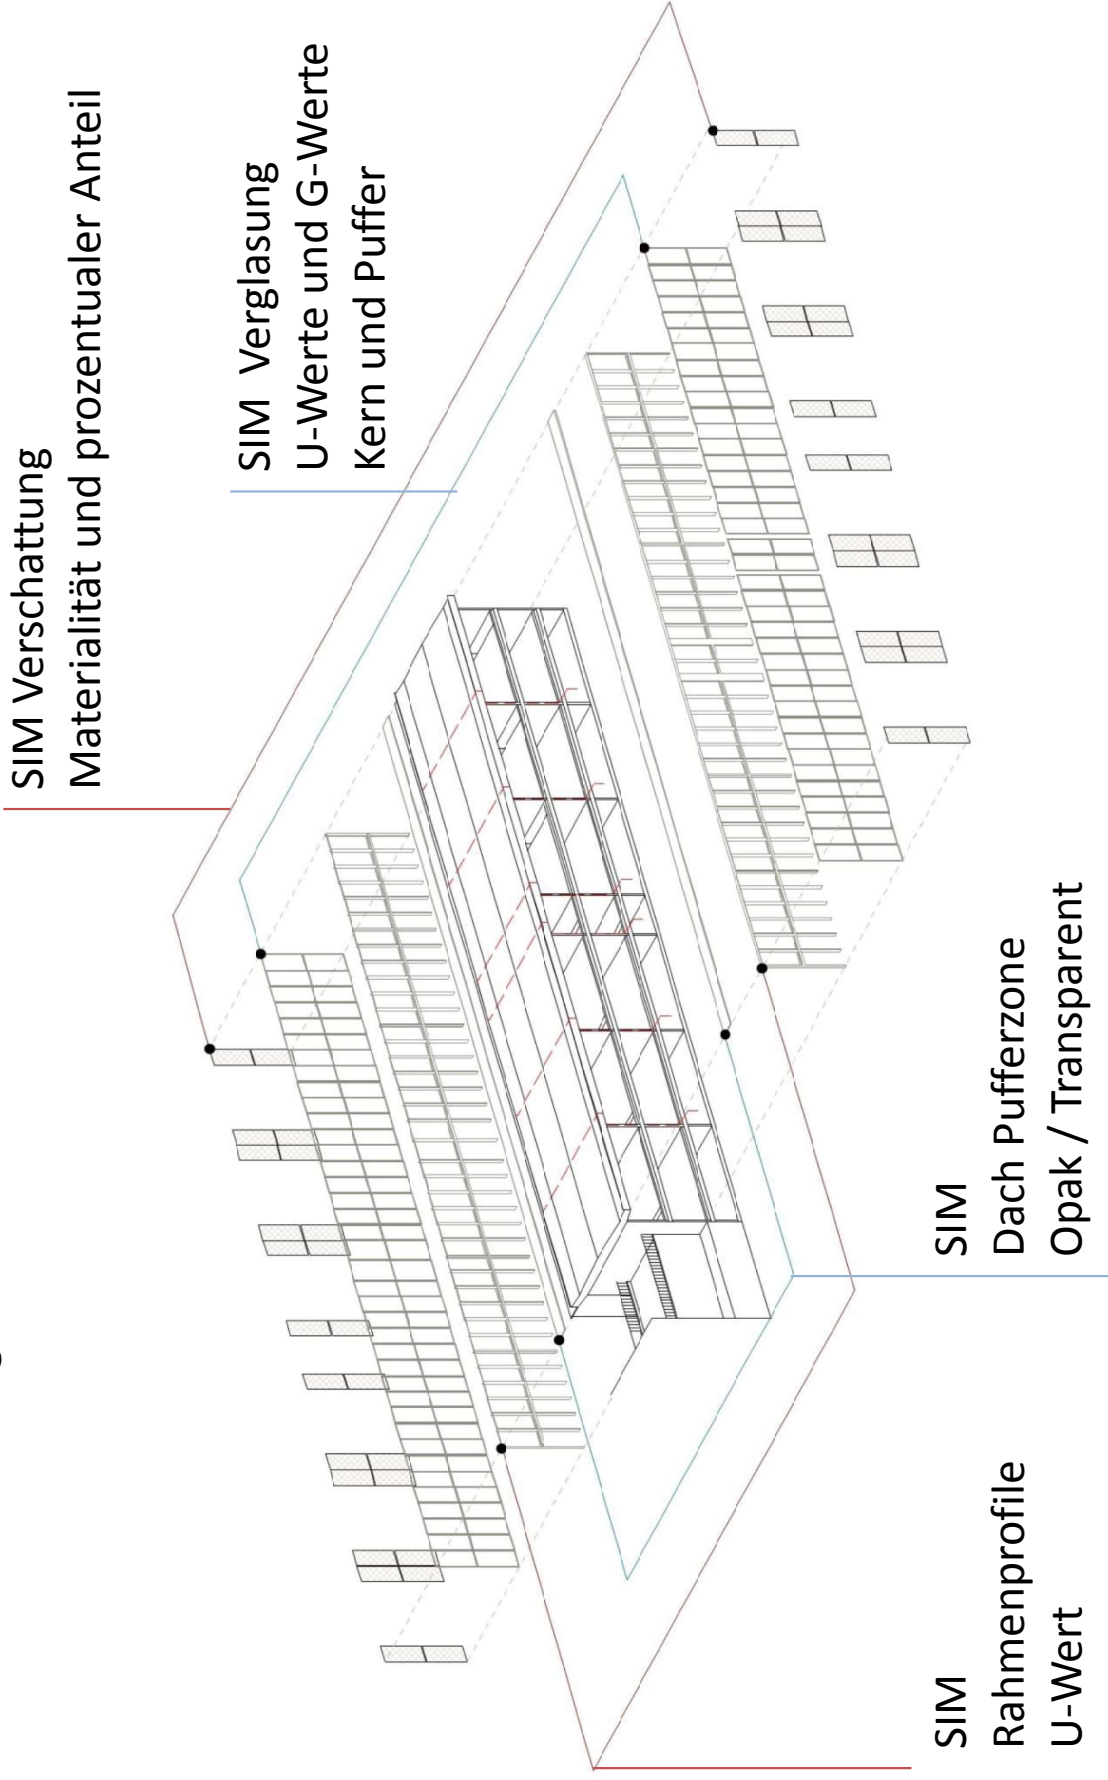 SIM Verschattung
Materialität und prozentualer Anteil
SIM Verglasung
U-Werte und G-Werte
Kern und Puffer
SIM
Rahmenprofile
U-Wert
SIM
Dach Pufferzone
Opak / Transparent